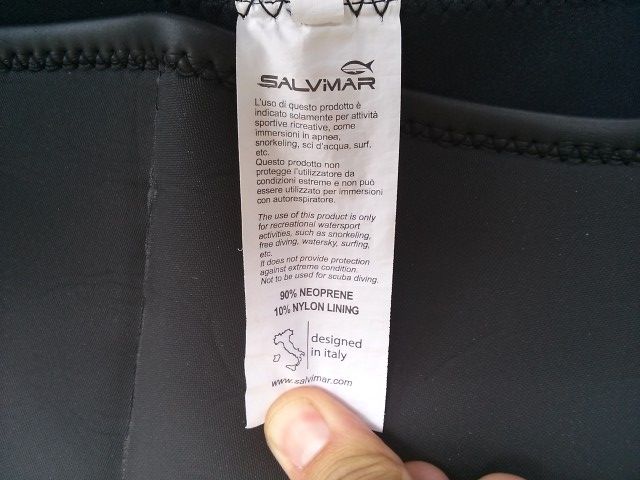 SALViMAR
L'uso di questo prodotto è
indicato solamente per attività
sportive ricreative, come
immersioni in apnea,
snorkeling, sci d'acqua, surf,
etc.
Questo prodotto non
protegge l'utilizzatore da
condizioni estreme e non può
essere utilizzato per immersioni
con autorespiratore.
The use of this product is only
for recreational watersport
activities, such as snorkeling,
free diving, watersky, surfing,
etc.
It does not provide protection
against extreme condition.
Not to be used for scuba diving.
90% NEOPRENE
10% NYLON LINING
designed
in italy
www.salvimar.com